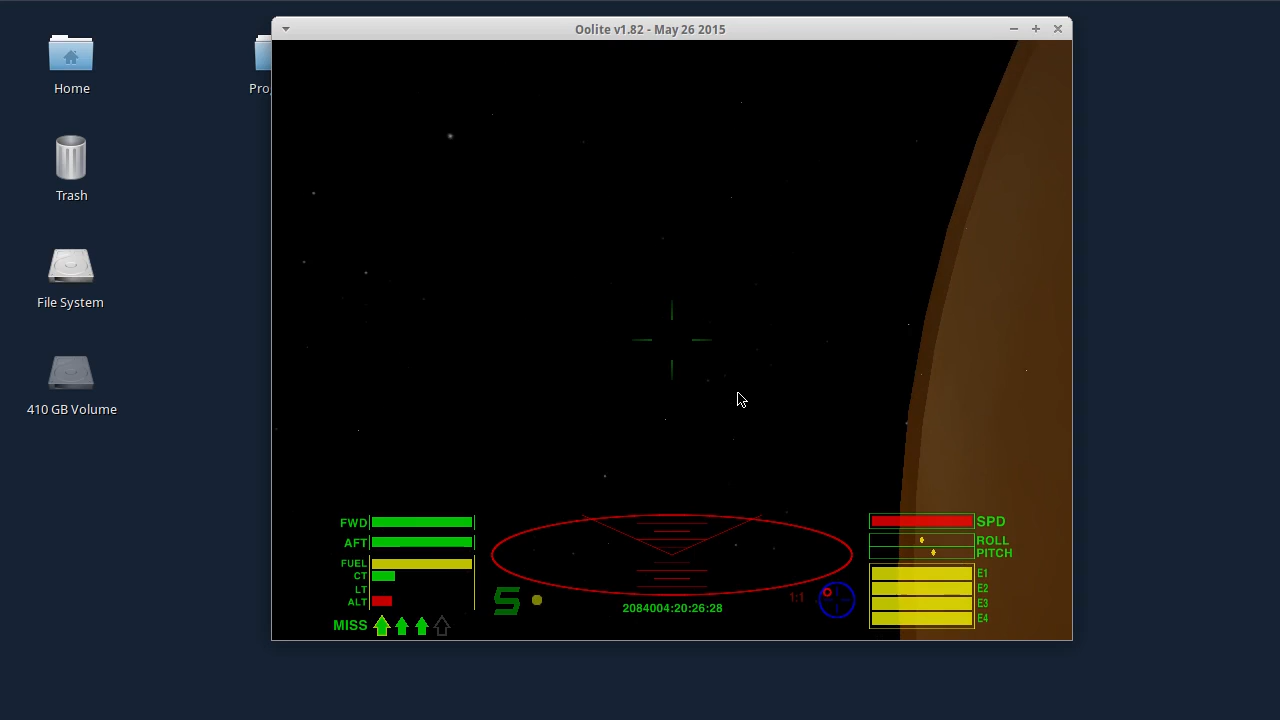 Oolite v1.82 - May 26 2015
Home
Pro
Trash
File System
410 GB Volume
FWD
AFT
FUEL
CT
LT
ALT
MISS
S
2084004:20:26:28
1:1
SPD
ROLL
PITCH
E1
E2
E3
E4